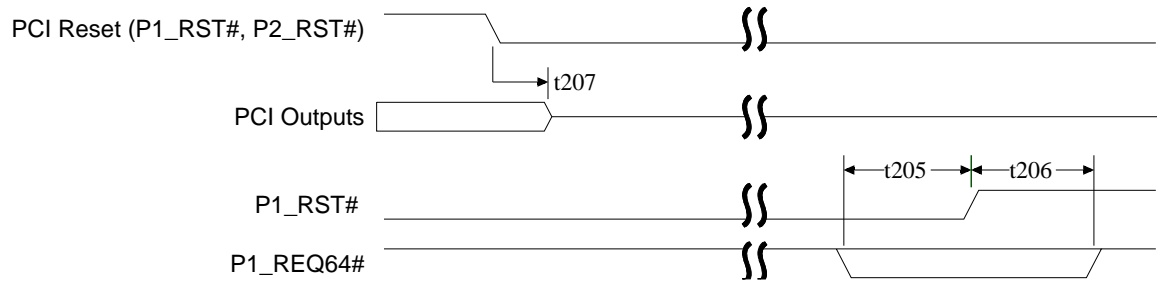 PCI Reset (P1_RST#, P2_RST#)
t207
PCI Outputs
t205
t206
P1_RST#
P1_REQ64#